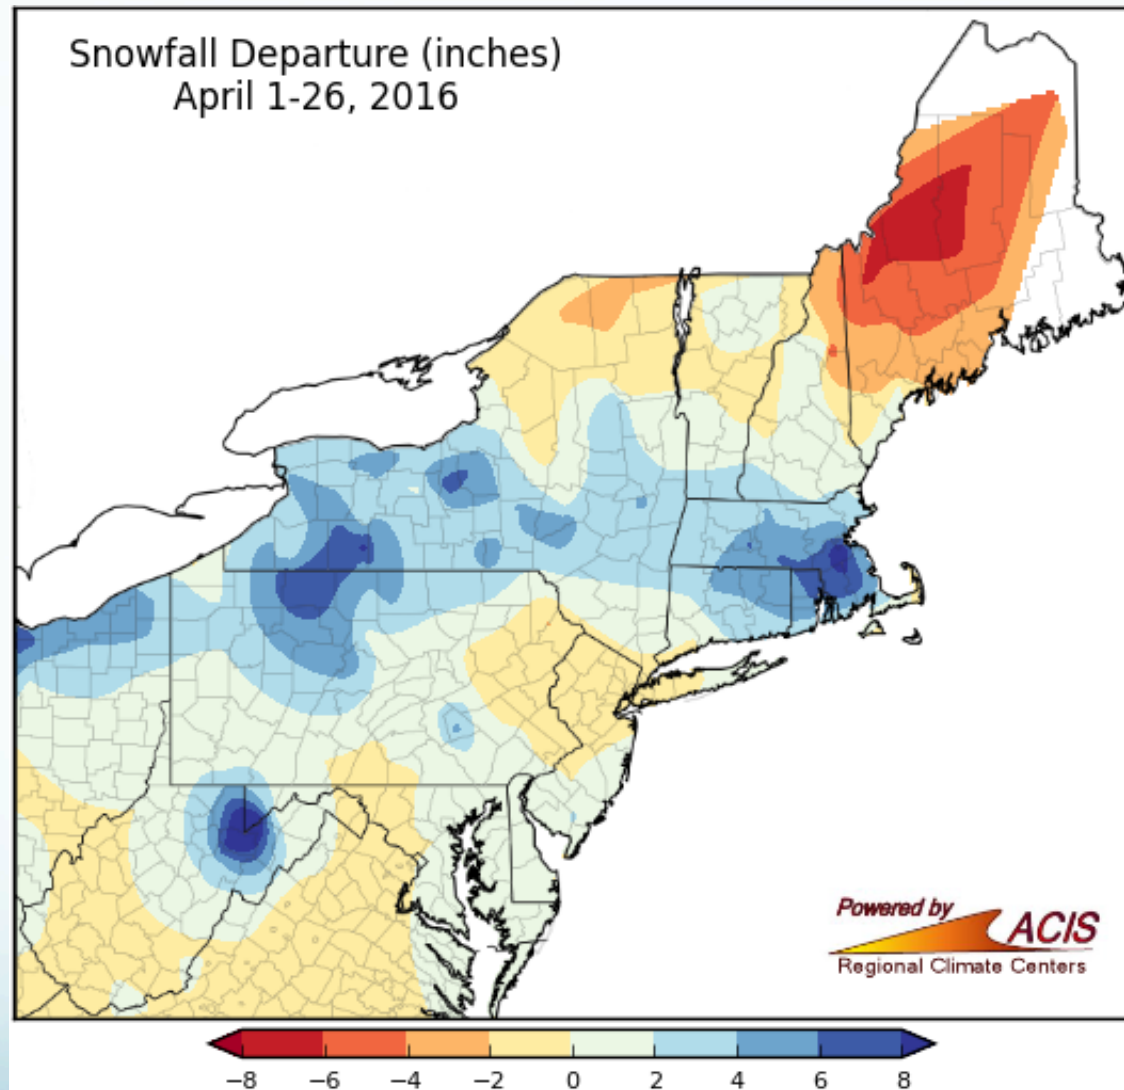 Snowfall Departure (inches)
April 1-26, 2016
Powered by
ACIS
Regional Climate Centers
−8 −6 −4 −2 0 2 4 6 8